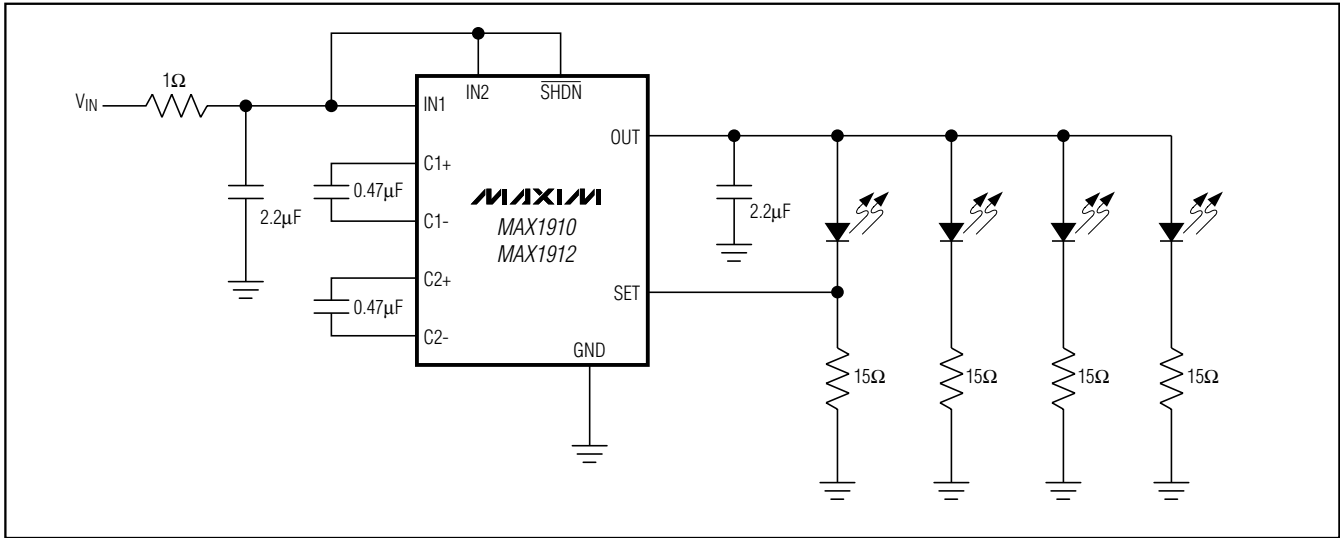 1Ω
V_IN
2.2µF
IN1
IN2
S̅H̅D̅N̅
C1+
0.47µF
C1-
C2+
0.47µF
C2-
MAXIM
MAX1910
MAX1912
OUT
SET
GND
2.2µF
15Ω
15Ω
15Ω
15Ω